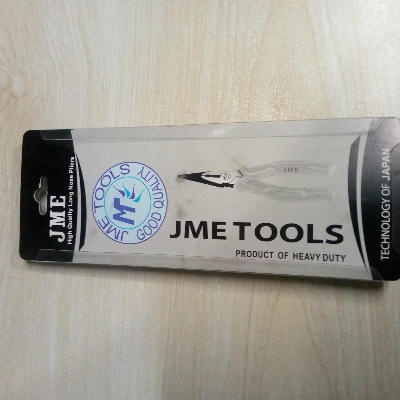 JME
High Quality Long Nose Pliers
JME TOOLS
GOOD QUALITY
M
JME
JME TOOLS
PRODUCT OF HEAVY DUTY
TECHNOLOGY OF JAPAN